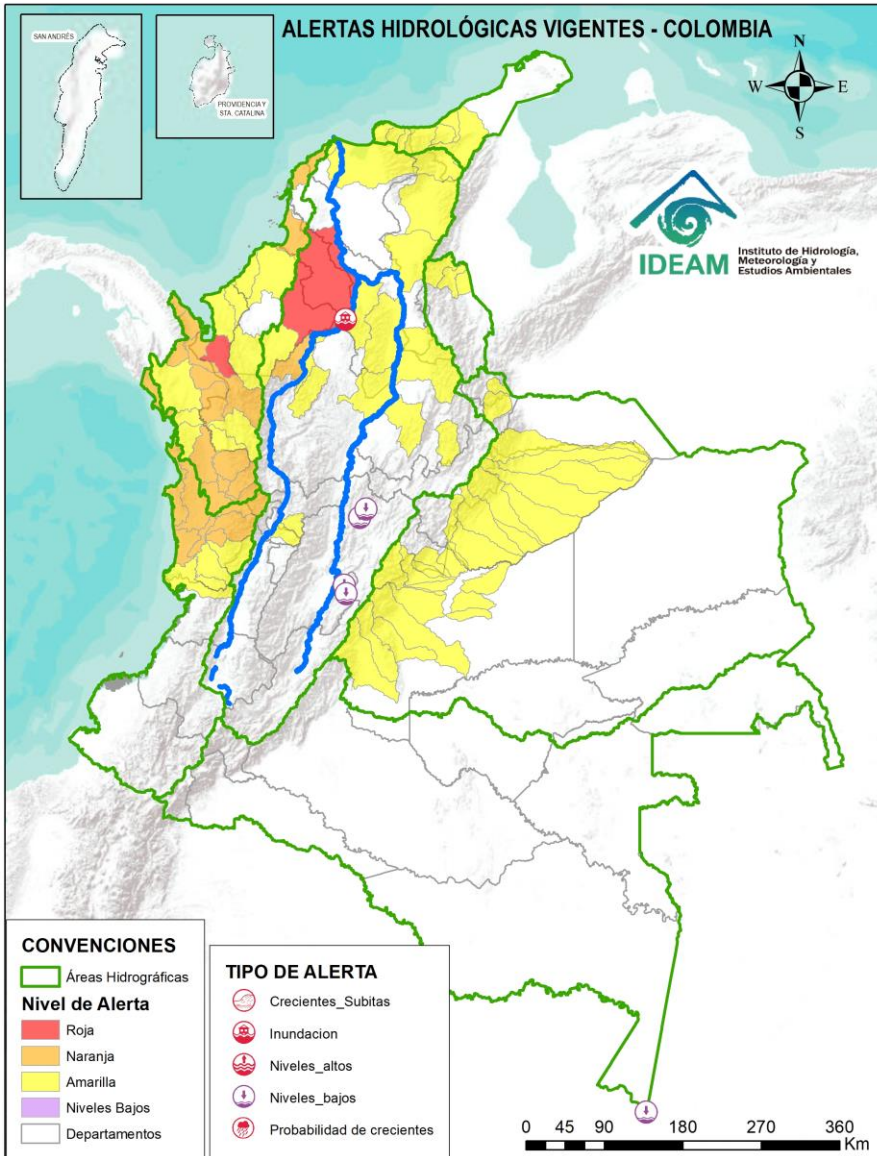 ALERTAS HIDROLÓGICAS VIGENTES - COLOMBIA
SAN ANDRÉS
PROVIDENCIA Y
STA. CATALINA
N
W
E
S
IDEAM
Instituto de Hidrología,
Meteorología y
Estudios Ambientales
CONVENCIONES
Áreas Hidrográficas
Nivel de Alerta
Roja
Naranja
Amarilla
Niveles Bajos
Departamentos
TIPO DE ALERTA
Crecientes_Subitas
Inundacion
Niveles_altos
Niveles_bajos
Probabilidad de crecientes
0 45 90 180 270 360
Km